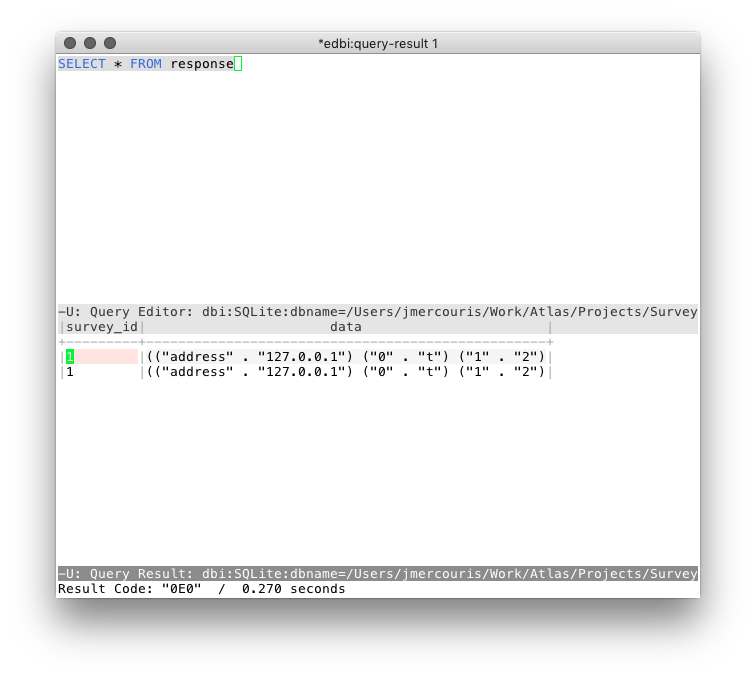 *edbi:query-result 1
SELECT * FROM response
-U: Query Editor: dbi:SQLite:dbname=/Users/jmercouris/Work/Atlas/Projects/Survey
|survey_id| data |
+---------+--------------------------------------------------+
|1 |(("address" . "127.0.0.1") ("0" . "t") ("1" . "2")|
|1 |(("address" . "127.0.0.1") ("0" . "t") ("1" . "2")|
-U: Query Result: dbi:SQLite:dbname=/Users/jmercouris/Work/Atlas/Projects/Survey
Result Code: "0E0" / 0.270 seconds